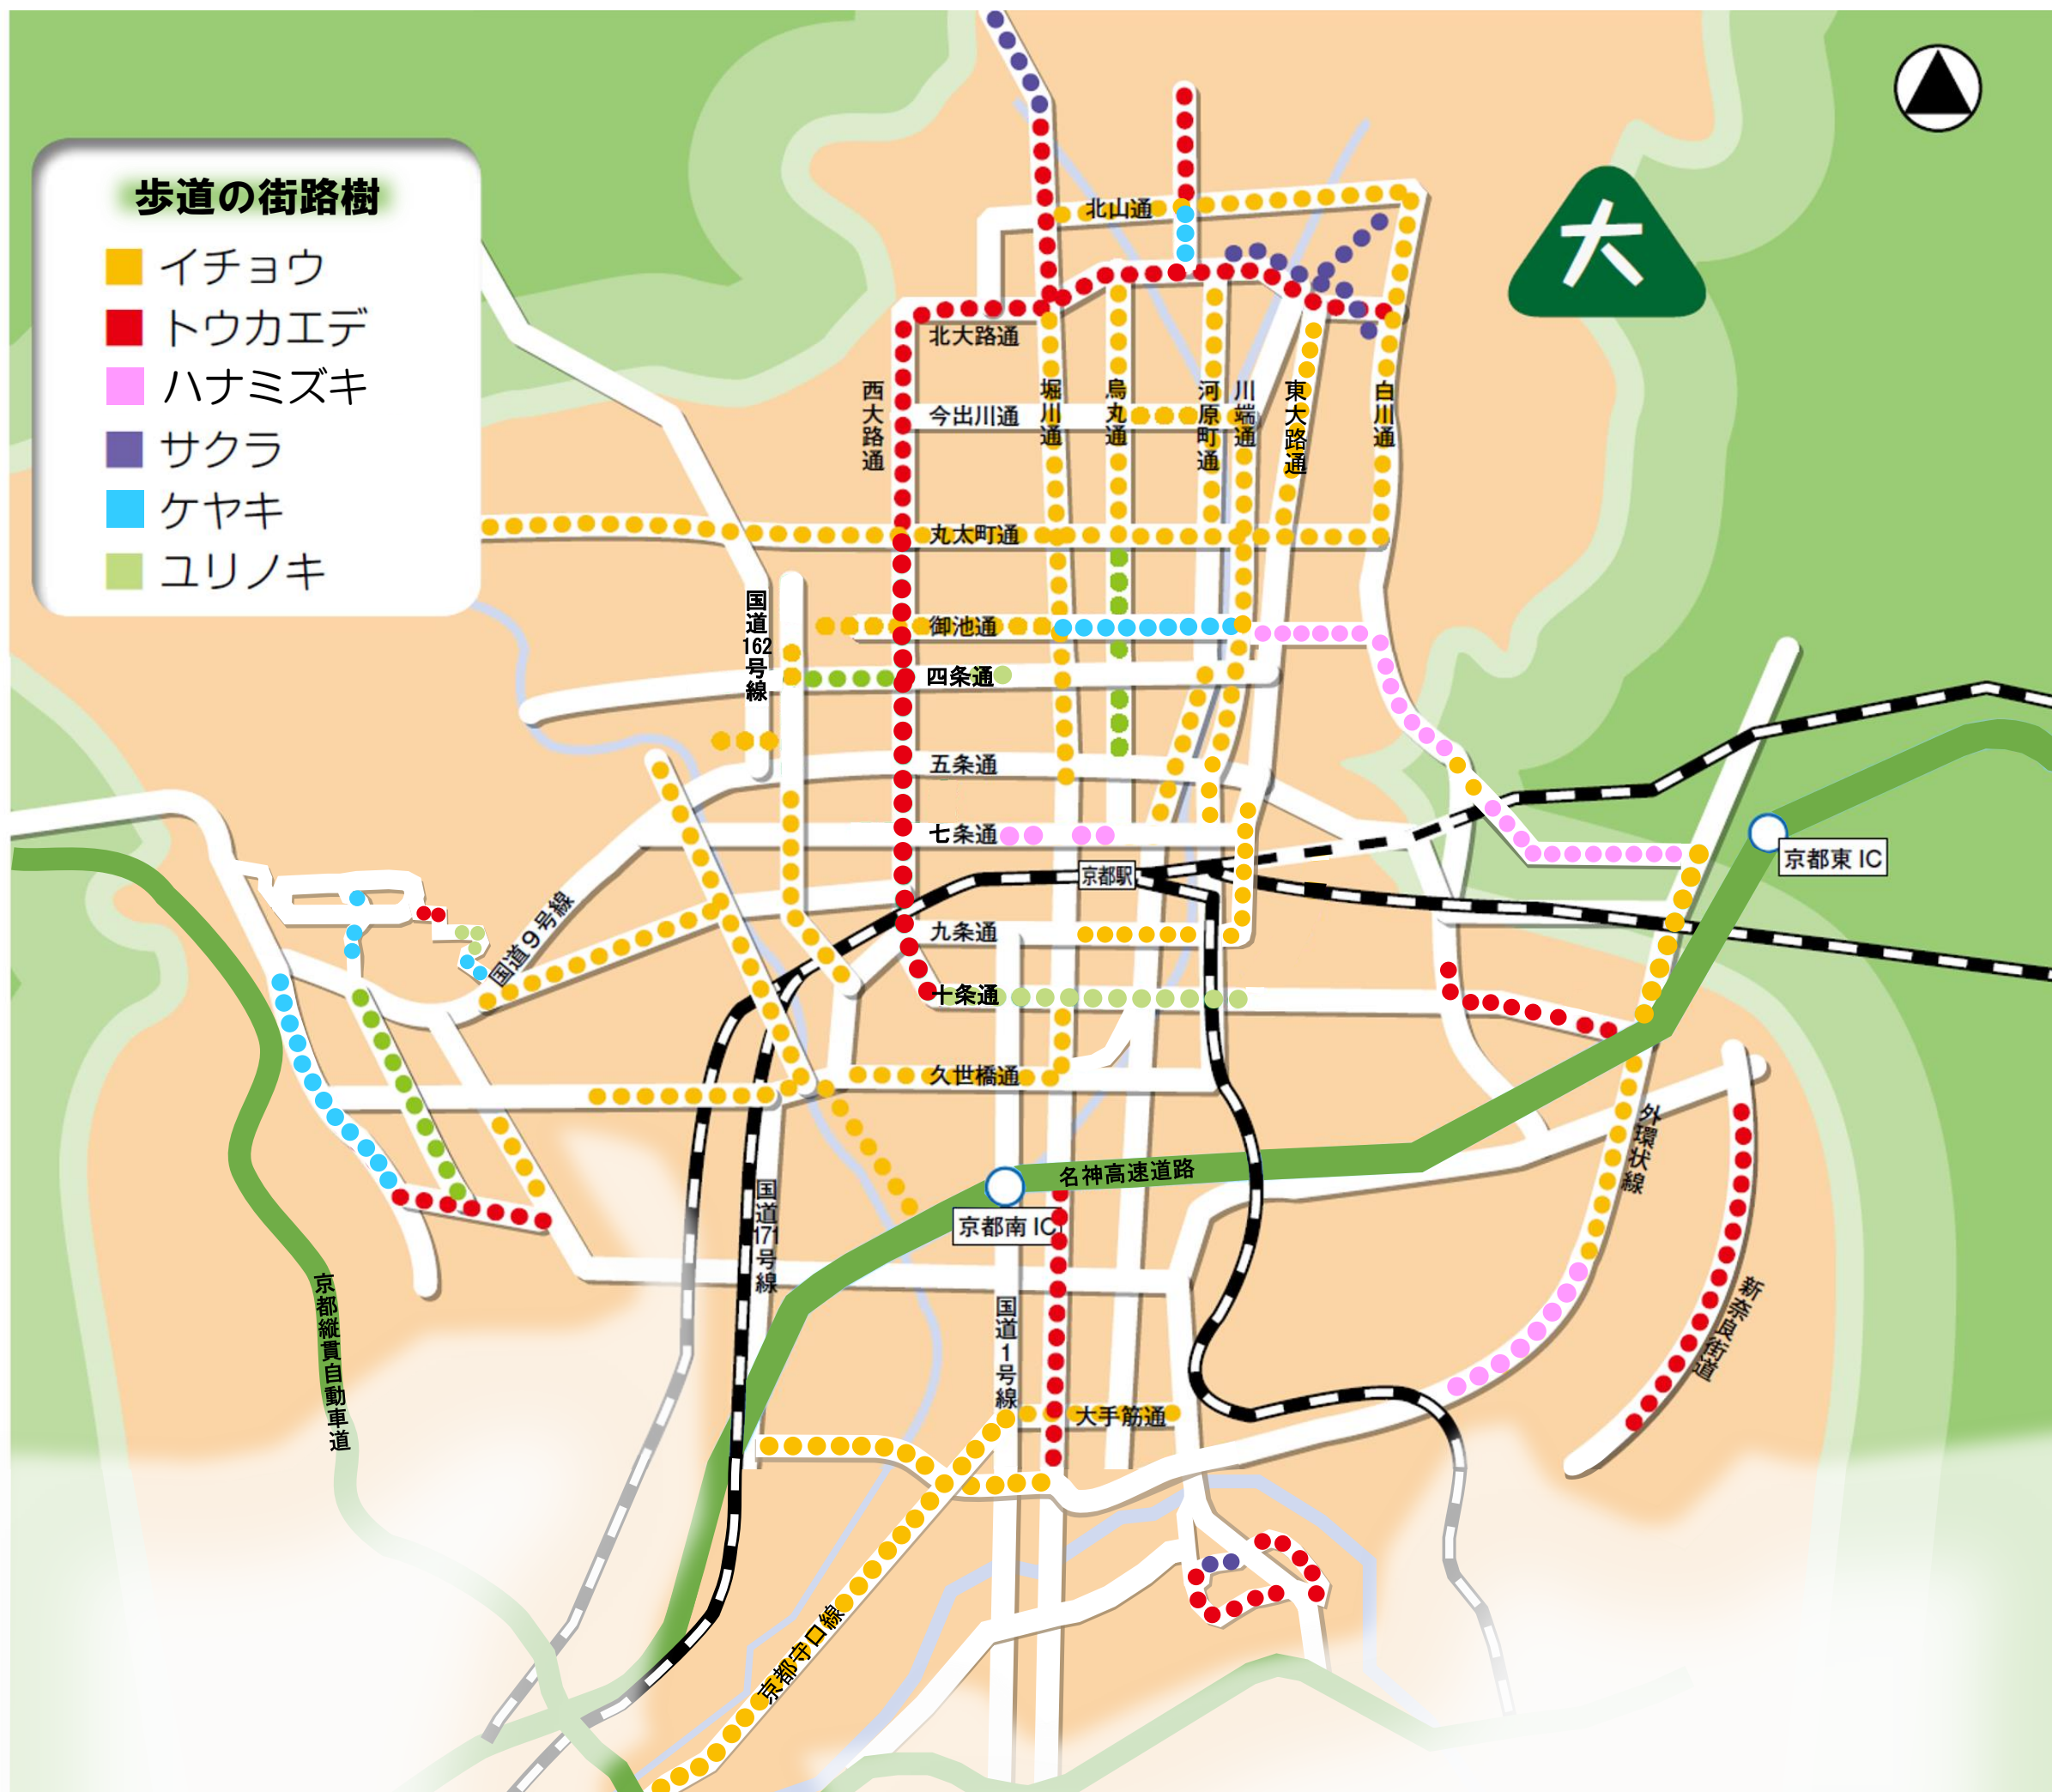 歩道の街路樹
イチョウ
トウカエデ
ハナミズキ
サクラ
ケヤキ
ユリノキ
大
北山通
北大路通
西大路通
今出川通
堀川通
烏丸通
河原町通
川端通
東大路通
白川通
丸太町通
国道162号線
御池通
四条通
五条通
七条通
京都駅
京都東 IC
国道9号線
九条通
十条通
久世橋通
外環状線
名神高速道路
京都南 IC
国道171号線
京都縦貫自動車道
国道1号線
新奈良街道
大手筋通
京都守口線